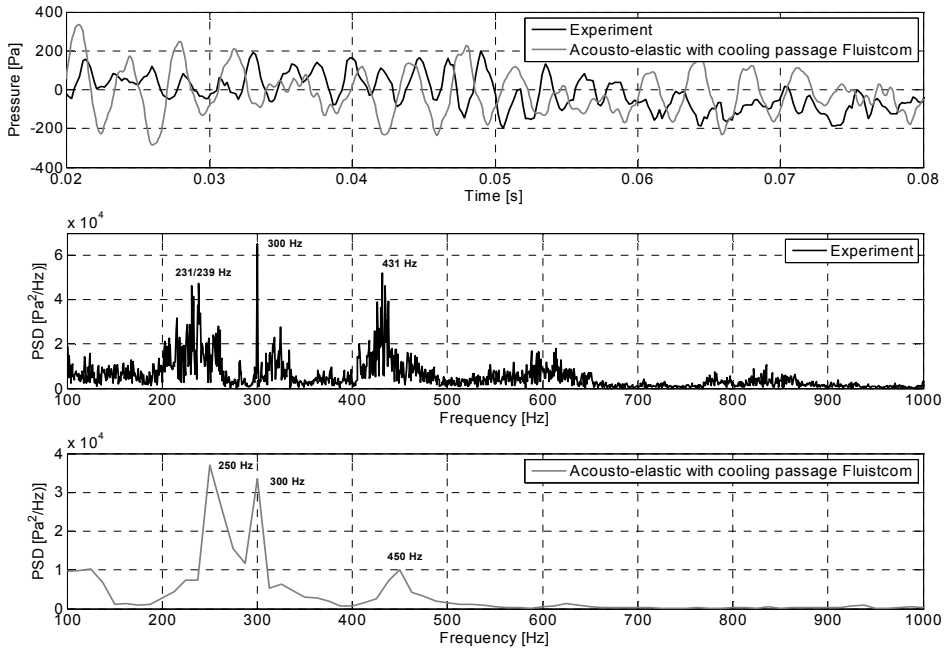 400
200
0
-200
-400
Pressure [Pa]
Experiment
Acousto-elastic with cooling passage Fluistcom
0.02 0.03 0.04 0.05 0.06 0.07 0.08
Time [s]
x 10^4
6
4
2
0
PSD [Pa^2/Hz)]
231/239 Hz
300 Hz
431 Hz
Experiment
100 200 300 400 500 600 700 800 900 1000
Frequency [Hz]
x 10^4
4
3
2
1
0
PSD [Pa^2/Hz)]
250 Hz
300 Hz
450 Hz
Acousto-elastic with cooling passage Fluistcom
100 200 300 400 500 600 700 800 900 1000
Frequency [Hz]